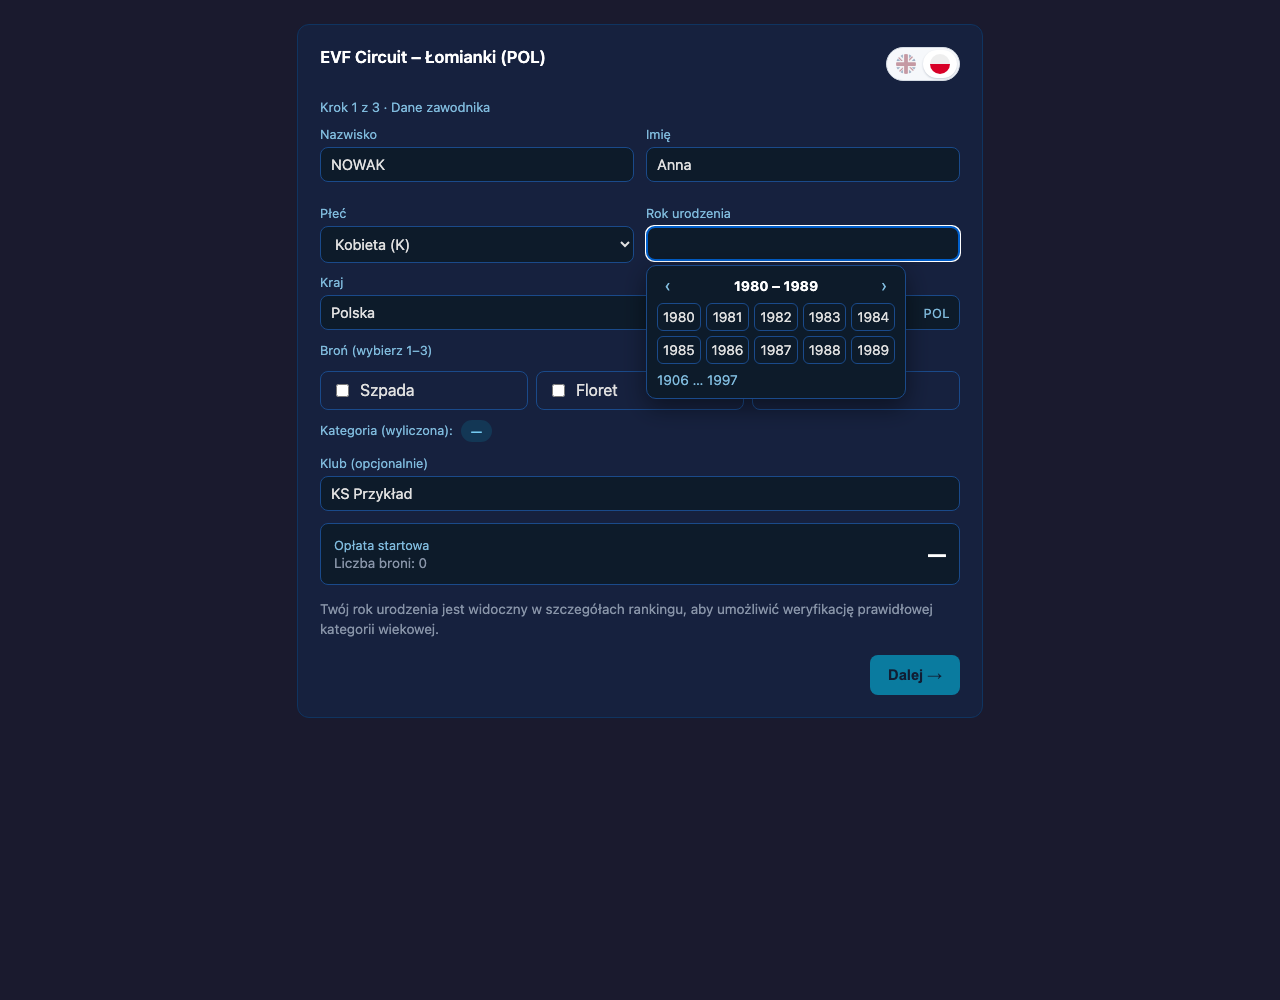 EVF Circuit – Łomianki (POL)
Krok 1 z 3 · Dane zawodnika
Nazwisko
Imię
NOWAK
Anna
Płeć
Rok urodzenia
Kobieta (K)
‹ 1980 – 1989 ›
1980 1981 1982 1983 1984
1985 1986 1987 1988 1989
1906 … 1997
Kraj
Polska
POL
Broń (wybierz 1–3)
Szpada
Floret
Kategoria (wyliczona): —
Klub (opcjonalnie)
KS Przykład
Opłata startowa
Liczba broni: 0
—
Twój rok urodzenia jest widoczny w szczegółach rankingu, aby umożliwić weryfikację prawidłowej
kategorii wiekowej.
Dalej →